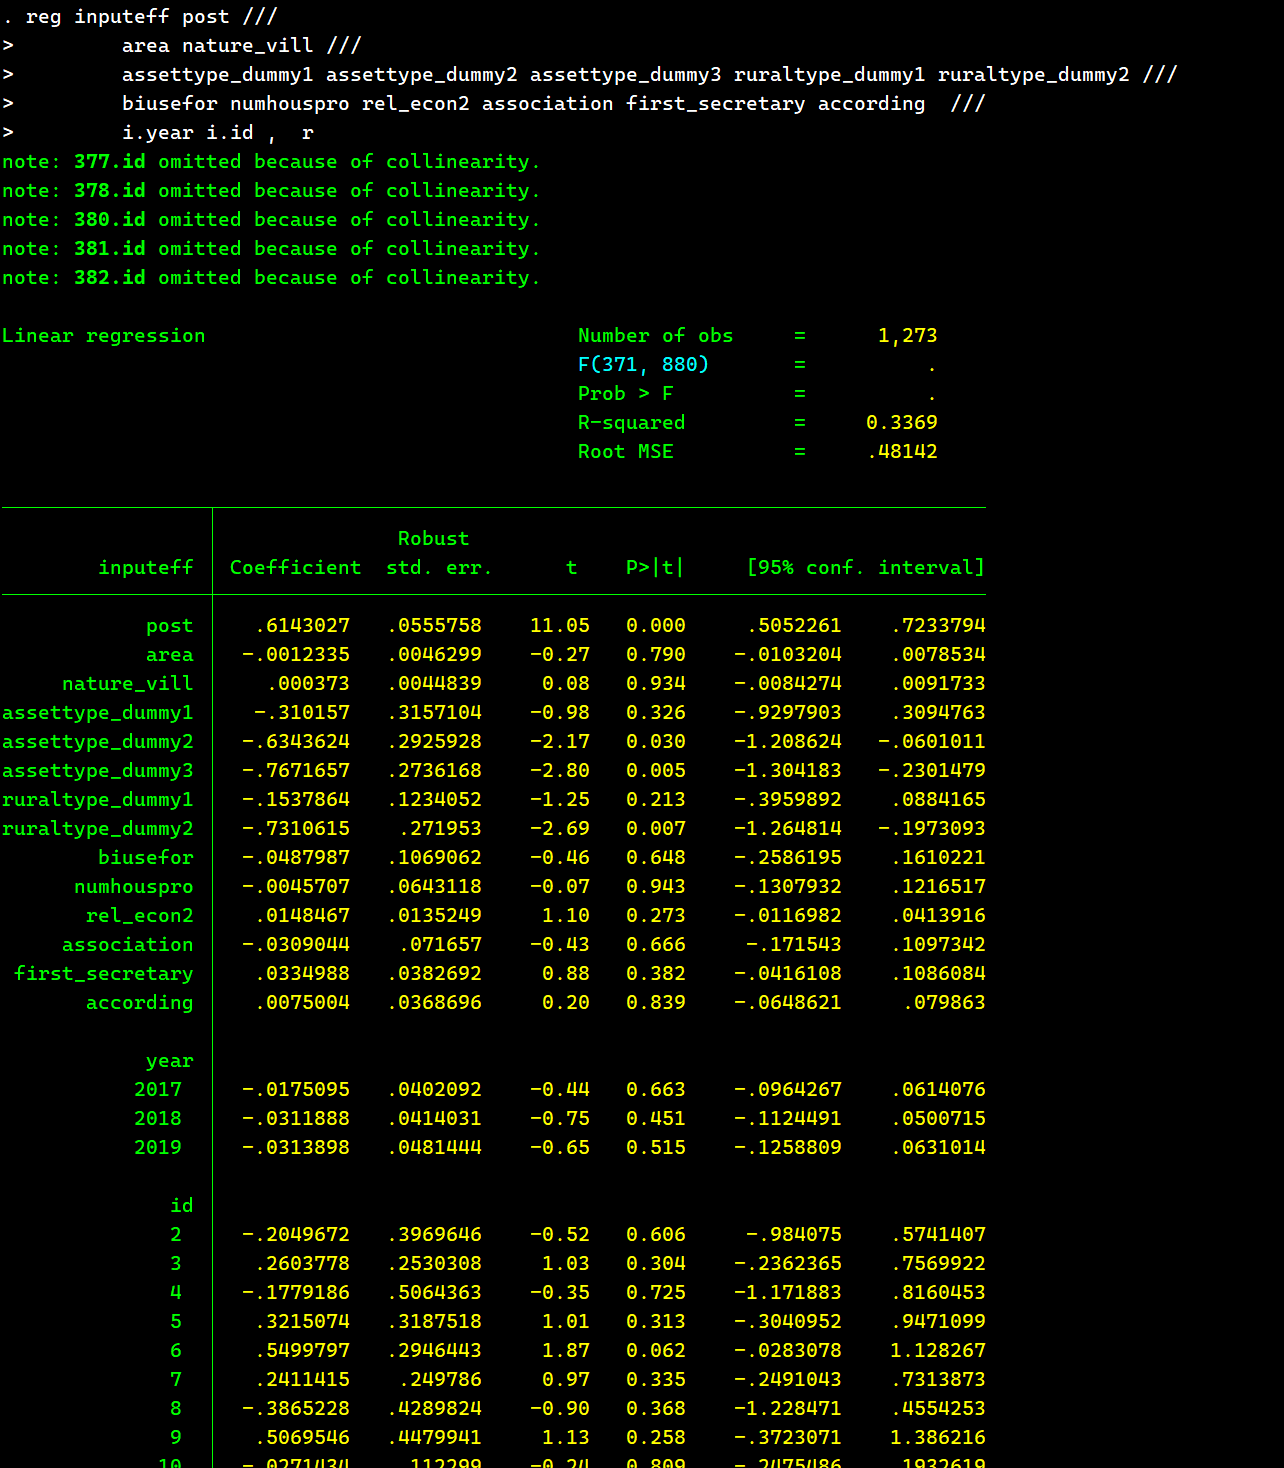 . reg inputeff post ///
>         area nature_vill ///
>         assettype_dummy1 assettype_dummy2 assettype_dummy3 ruraltype_dummy1 ruraltype_dummy2 ///
>         biusefor numhouspro rel_econ2 association first_secretary according  ///
>         i.year i.id ,  r
note: 377.id omitted because of collinearity.
note: 378.id omitted because of collinearity.
note: 380.id omitted because of collinearity.
note: 381.id omitted because of collinearity.
note: 382.id omitted because of collinearity.
Linear regression Number of obs = 1,273
F(371, 880) = .
Prob > F = .
R-squared = 0.3369
Root MSE = .48142
Robust
inputeff Coefficient std. err. t P>|t| [95% conf. interval]
post .6143027 .0555758 11.05 0.000 .5052261 .7233794
area -.0012335 .0046299 -0.27 0.790 -.0103204 .0078534
nature_vill .000373 .0044839 0.08 0.934 -.0084274 .0091733
assettype_dummy1 -.310157 .3157104 -0.98 0.326 -.9297903 .3094763
assettype_dummy2 -.6343624 .2925928 -2.17 0.030 -1.208624 -.0601011
assettype_dummy3 -.7671657 .2736168 -2.80 0.005 -1.304183 -.2301479
ruraltype_dummy1 -.1537864 .1234052 -1.25 0.213 -.3959892 .0884165
ruraltype_dummy2 -.7310615 .271953 -2.69 0.007 -1.264814 -.1973093
biusefor -.0487987 .1069062 -0.46 0.648 -.2586195 .1610221
numhouspro -.0045707 .0643118 -0.07 0.943 -.1307932 .1216517
rel_econ2 .0148467 .0135249 1.10 0.273 -.0116982 .0413916
association -.0309044 .071657 -0.43 0.666 -.171543 .1097342
first_secretary .0334988 .0382692 0.88 0.382 -.0416108 .1086084
according .0075004 .0368696 0.20 0.839 -.0648621 .079863
year
2017 -.0175095 .0402092 -0.44 0.663 -.0964267 .0614076
2018 -.0311888 .0414031 -0.75 0.451 -.1124491 .0500715
2019 -.0313898 .0481444 -0.65 0.515 -.1258809 .0631014
id
2 -.2049672 .3969646 -0.52 0.606 -.984075 .5741407
3 .2603778 .2530308 1.03 0.304 -.2362365 .7569922
4 -.1779186 .5064363 -0.35 0.725 -1.171883 .8160453
5 .3215074 .3187518 1.01 0.313 -.3040952 .9471099
6 .5499797 .2946443 1.87 0.062 -.0283078 1.128267
7 .2411415 .249786 0.97 0.335 -.2491043 .7313873
8 -.3865228 .4289824 -0.90 0.368 -1.228471 .4554253
9 .5069546 .4479941 1.13 0.258 -.3723071 1.386216
10 -.0271434 .112299 -0.24 0.809 -.2475486 .1932619